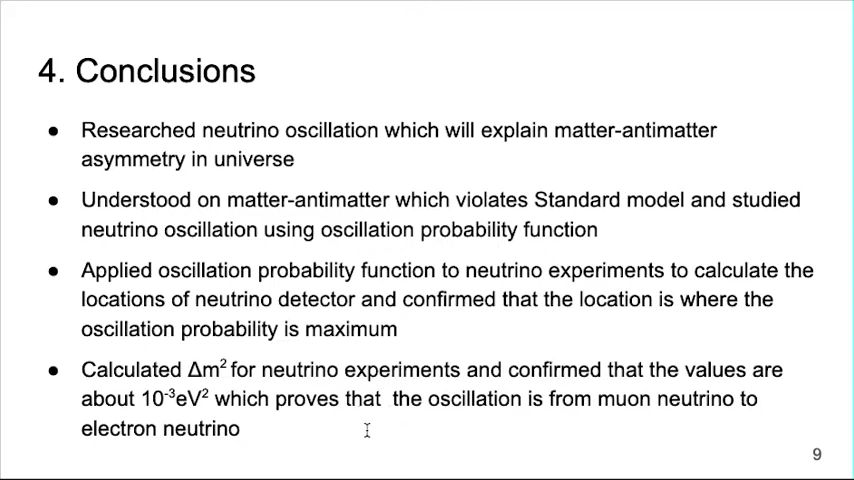 4. Conclusions
● Researched neutrino oscillation which will explain matter-antimatter
asymmetry in universe
● Understood on matter-antimatter which violates Standard model and studied
neutrino oscillation using oscillation probability function
● Applied oscillation probability function to neutrino experiments to calculate the
locations of neutrino detector and confirmed that the location is where the
oscillation probability is maximum
● Calculated Δm² for neutrino experiments and confirmed that the values are
about 10⁻³eV² which proves that the oscillation is from muon neutrino to
electron neutrino
9